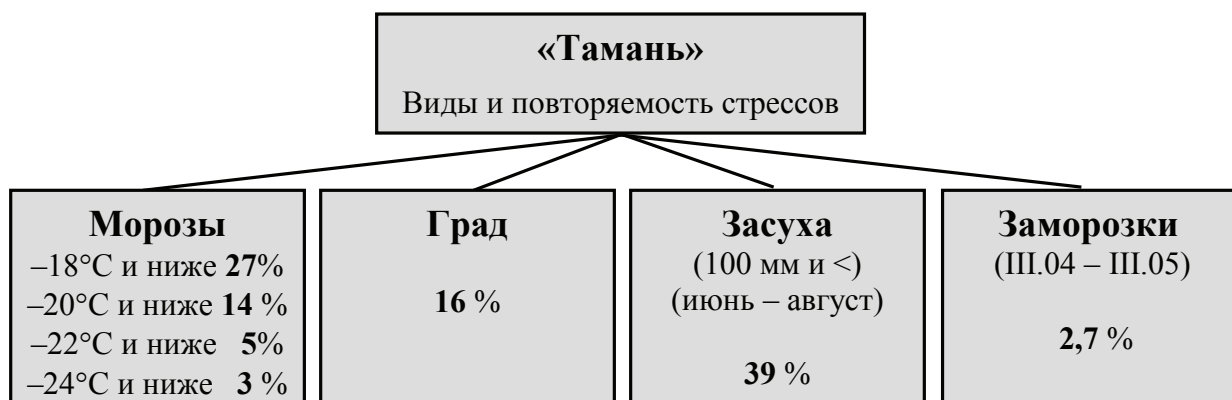 «Тамань»
Виды и повторяемость стрессов
Морозы
–18°С и ниже 27%
–20°С и ниже 14 %
–22°С и ниже 5%
–24°С и ниже 3 %
Град
16 %
Засуха
(100 мм и <)
(июнь – август)
39 %
Заморозки
(III.04 – III.05)
2,7 %